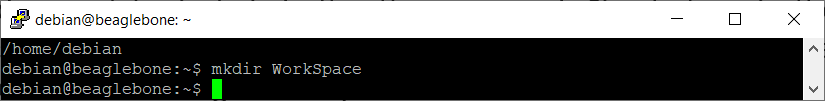 debian@beaglebone: ~
/home/debian
debian@beaglebone:~$ mkdir WorkSpace
debian@beaglebone:~$